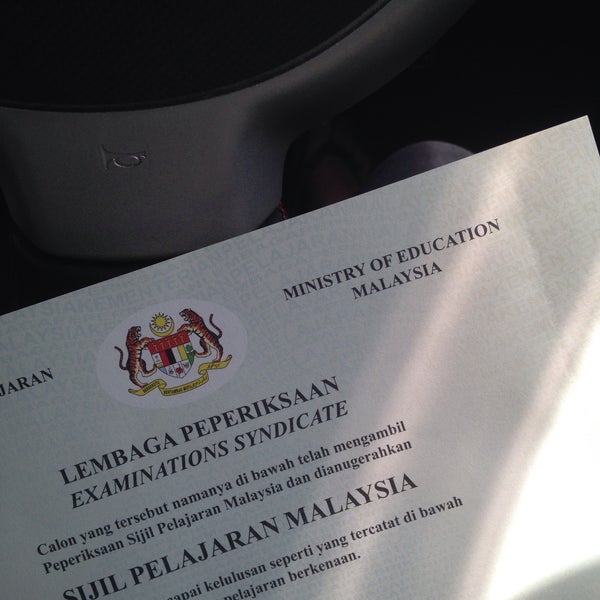 MINISTRY OF EDUCATION
MALAYSIA
JARAN
LEMBAGA PEPERIKSAAN
EXAMINATIONS SYNDICATE
Calon yang tersebut namanya di bawah telah mengambil
Peperiksaan Sijil Pelajaran Malaysia dan dianugerahkan
SIJIL PELAJARAN MALAYSIA
apai kelulusan seperti yang tercatat di bawah
pelajaran berkenaan.